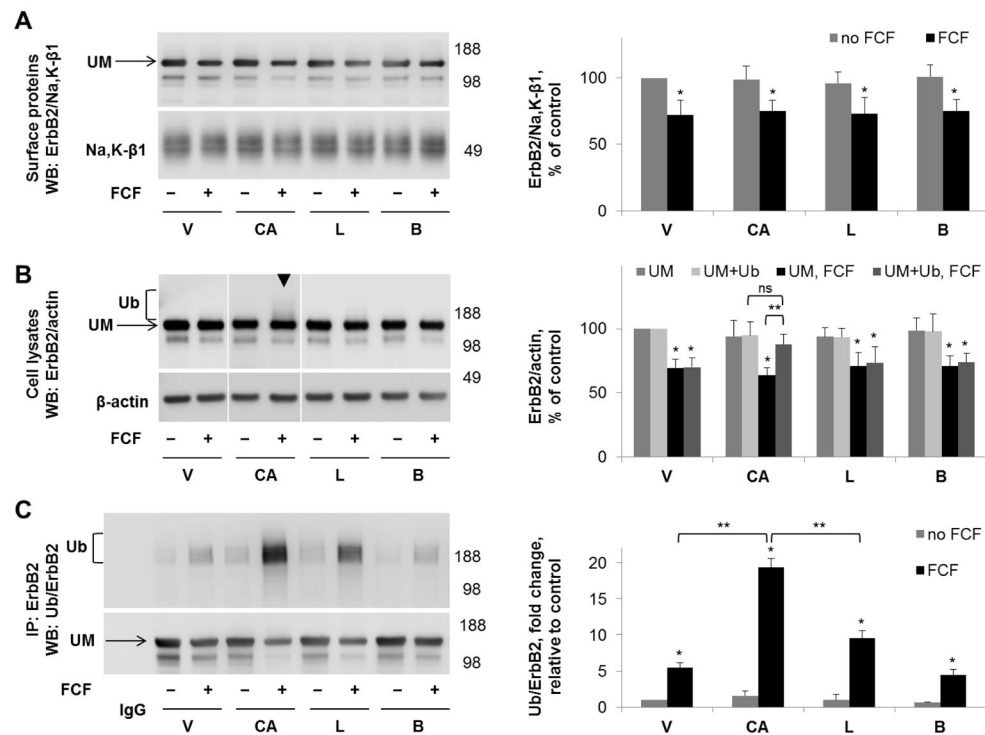 A
Surface proteins
WB: ErbB2/Na,K-β1
UM
188
98
Na,K-β1
49
FCF
− + − + − + − +
V CA L B
no FCF FCF
ErbB2/Na,K-β1,
% of control
100
50
0
* * * *
V CA L B
B
Cell lysates
WB: ErbB2/actin
Ub
UM
188
98
49
β-actin
FCF
− + − + − + − +
V CA L B
UM UM+Ub UM, FCF UM+Ub, FCF
ErbB2/actin,
% of control
100
50
0
ns
**
* * * * * * *
V CA L B
C
IP: ErbB2
WB: Ub/ErbB2
Ub
188
98
UM
188
98
FCF
− + − + − + − +
IgG
V CA L B
no FCF
FCF
Ub/ErbB2, fold change,
relative to control
20
15
10
5
0
** **
* * * *
V CA L B